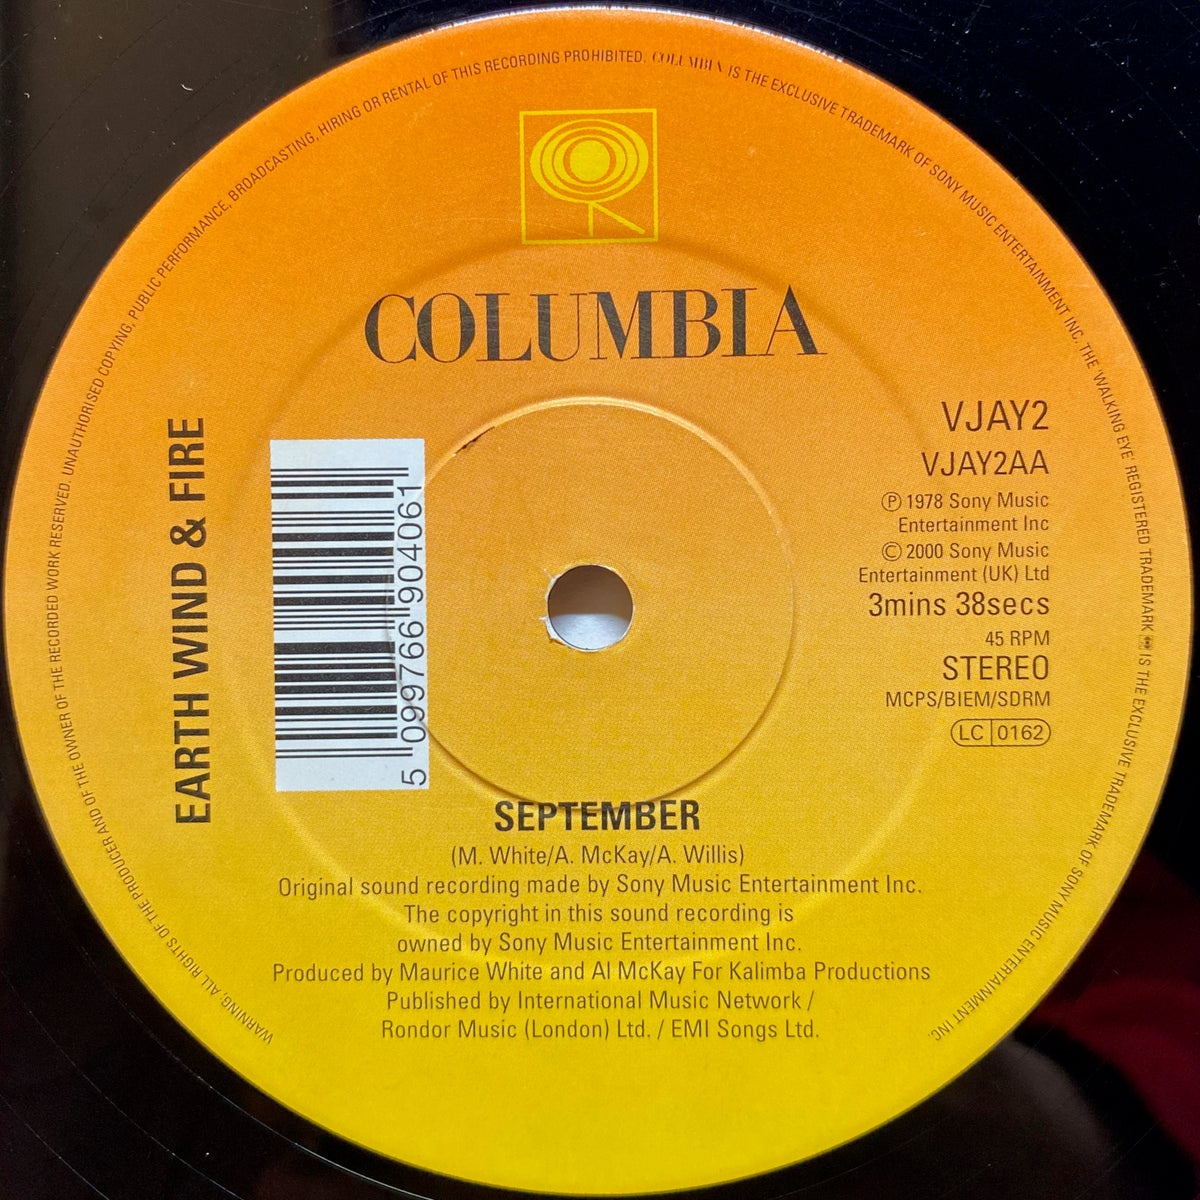 WARNING: ALL RIGHTS OF THE PRODUCER AND OF THE OWNER OF THE RECORDED WORK RESERVED. UNAUTHORISED COPYING, PUBLIC PERFORMANCE, BROADCASTING, HIRING OR RENTAL OF THIS RECORDING PROHIBITED. COLUMBIA IS THE EXCLUSIVE TRADEMARK OF SONY MUSIC ENTERTAINMENT INC. THE 'WALKING EYE' REGISTERED TRADEMARK IS THE EXCLUSIVE TRADEMARK OF SONY MUSIC ENTERTAINMENT INC.
COLUMBIA
EARTH WIND & FIRE
5 099766 904061
VJAY2
VJAY2AA
Ⓟ 1978 Sony Music
Entertainment Inc
© 2000 Sony Music
Entertainment (UK) Ltd
3mins 38secs
45 RPM
STEREO
MCPS/BIEM/SDRM
LC 0162
SEPTEMBER
(M. White/A. McKay/A. Willis)
Original sound recording made by Sony Music Entertainment Inc.
The copyright in this sound recording is
owned by Sony Music Entertainment Inc.
Produced by Maurice White and Al McKay For Kalimba Productions
Published by International Music Network /
Rondor Music (London) Ltd. / EMI Songs Ltd.